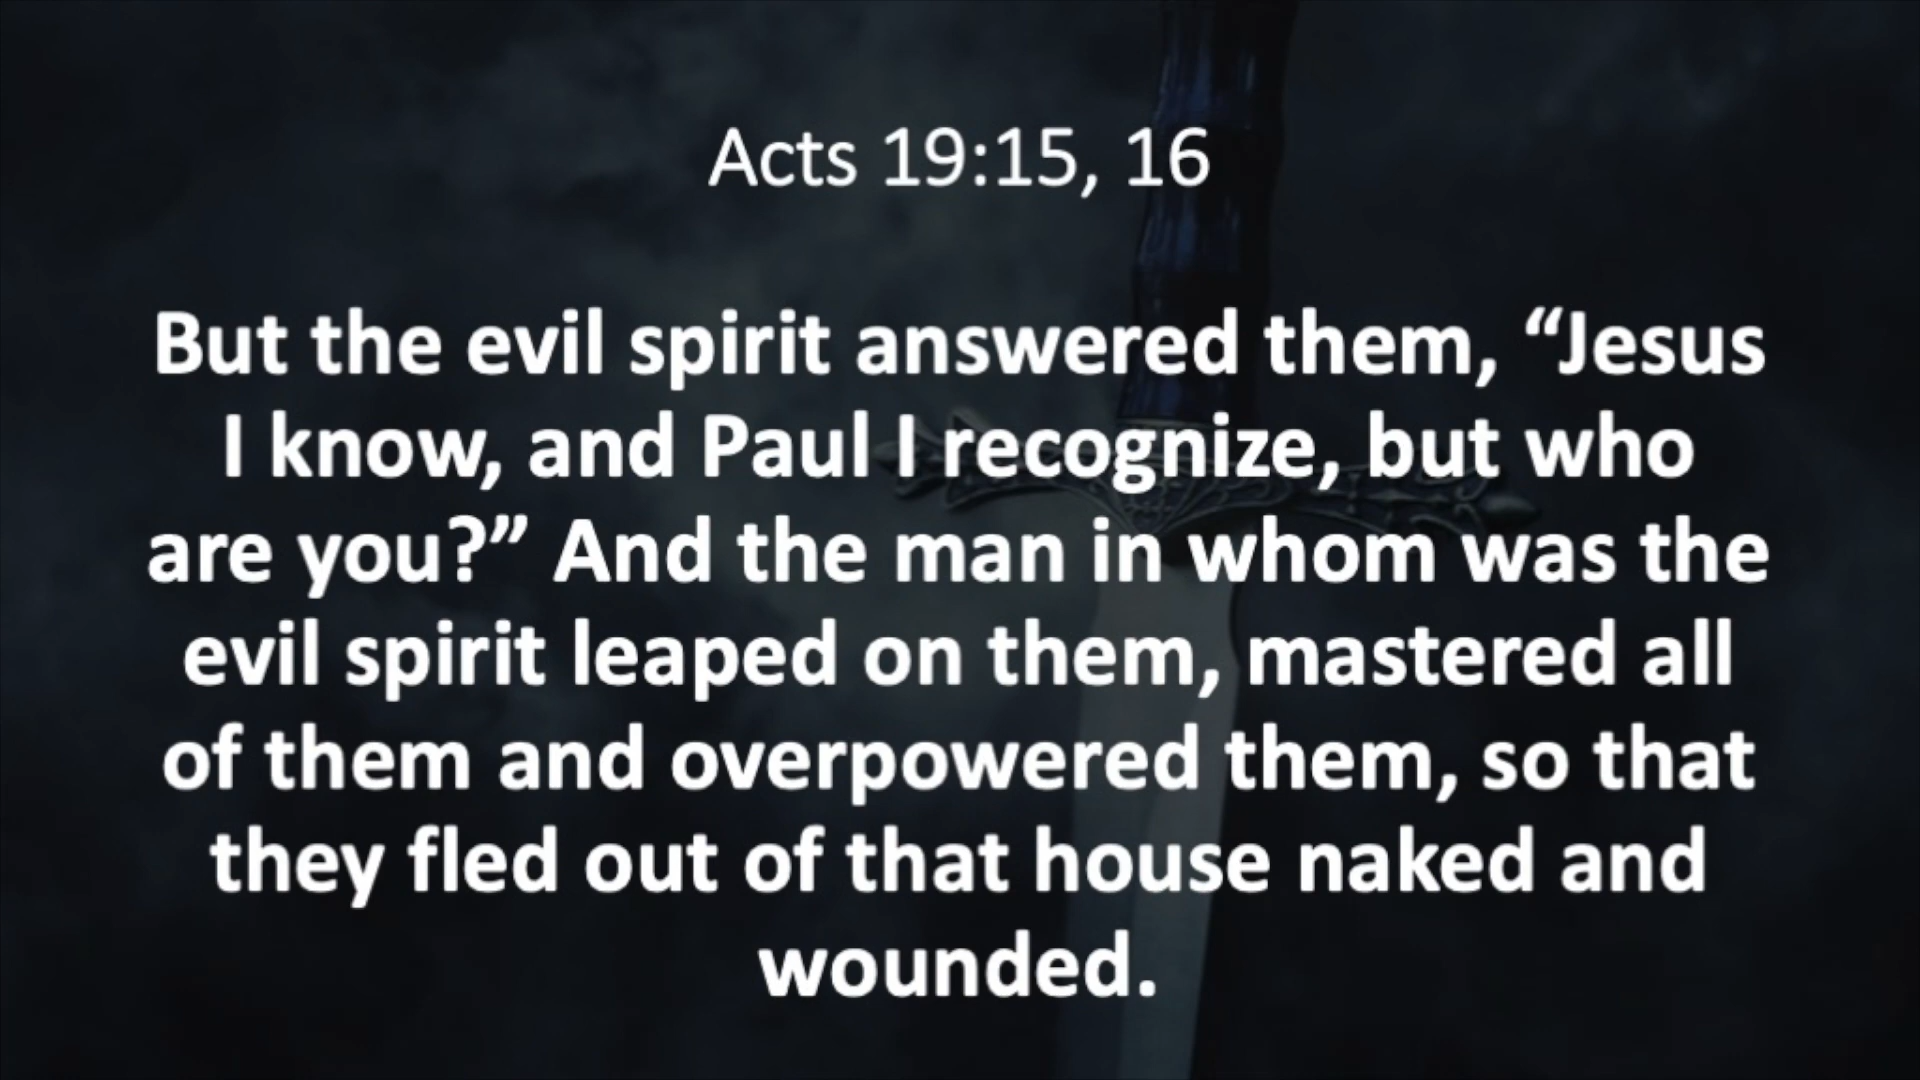 Acts 19:15, 16
But the evil spirit answered them, “Jesus
I know, and Paul I recognize, but who
are you?” And the man in whom was the
evil spirit leaped on them, mastered all
of them and overpowered them, so that
they fled out of that house naked and
wounded.